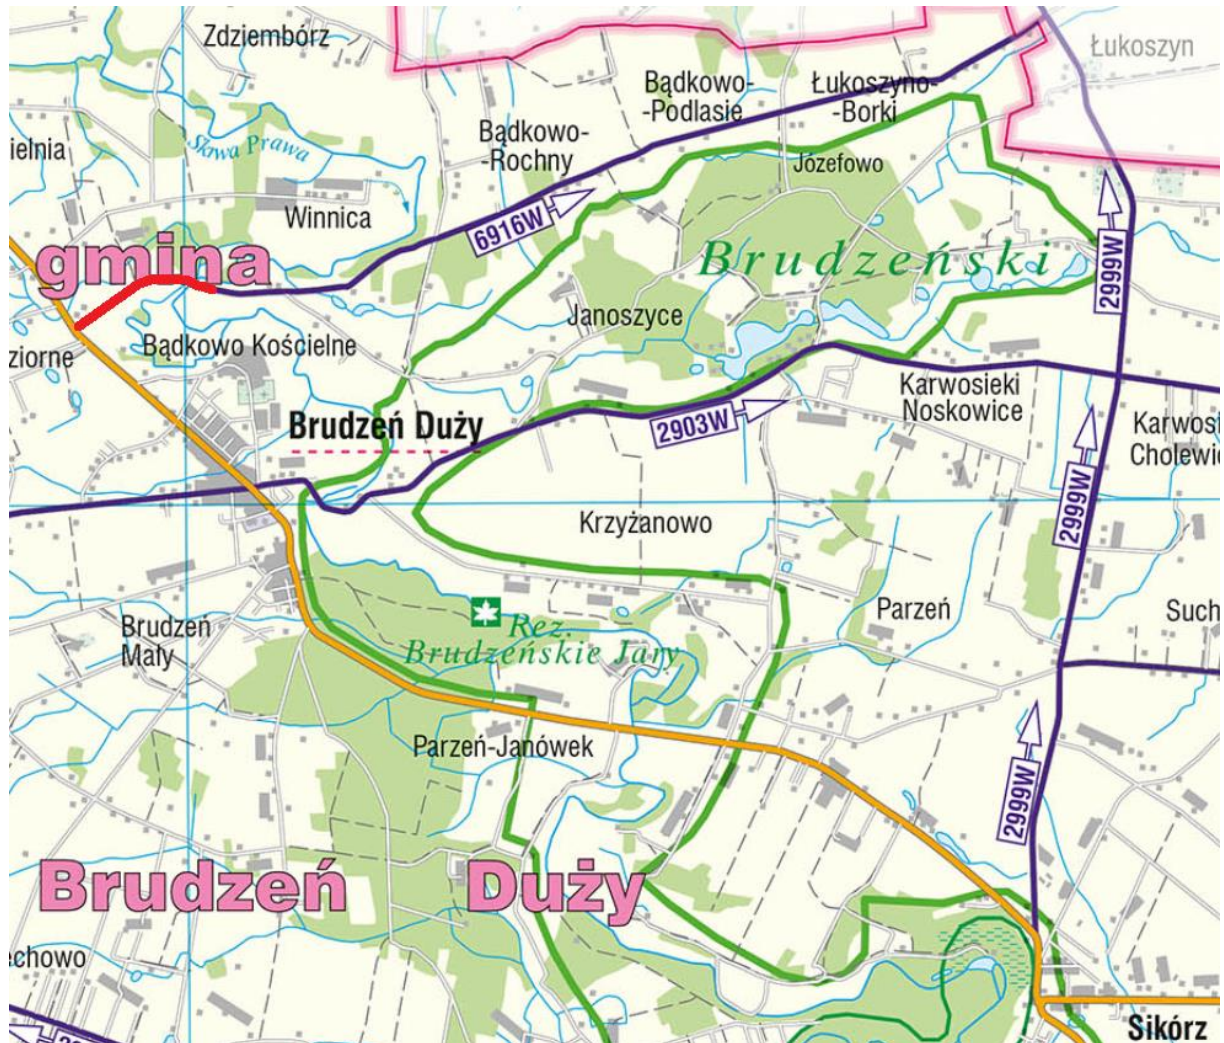 Zdziembórz
Łukoszyn
Bądkowo-
-Podlasie
Łukoszyno-
-Borki
Bądkowo-
-Rochny
ielnia
Skwa Prawa
Józefowo
Winnica
6916W
2999W
gmina
Brudzeński
Janoszyce
ziorne
Bądkowo Kościelne
Karwosieki
Noskowice
Brudzeń Duży
2903W
Karwosi
Cholewic
2999W
Krzyżanowo
Parzeń
Such
Rez.
Brudzeńskie Jary
Brudzeń
Mały
Parzeń-Janówek
2999W
Brudzeń Duży
echowo
Sikórz